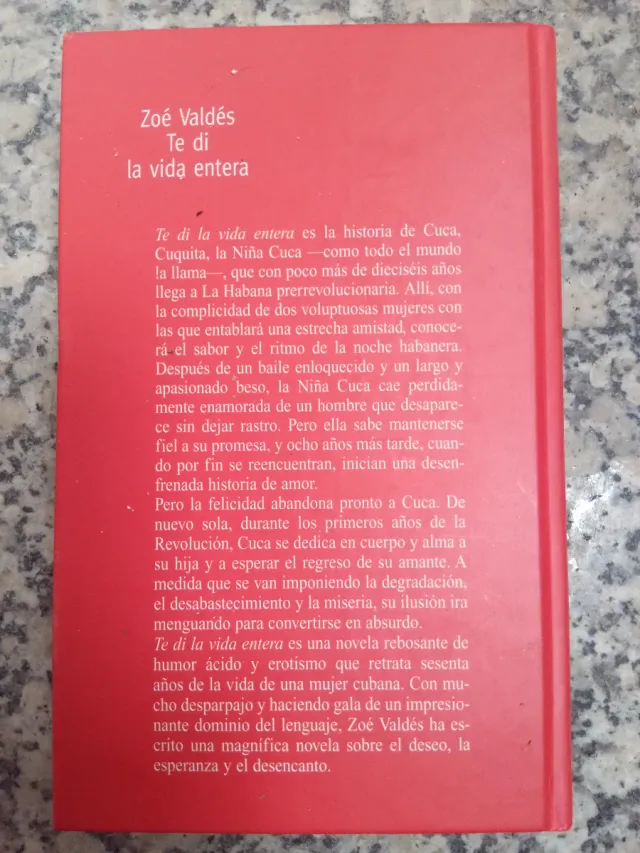 Zoé Valdés
Te di
la vida entera
Te di la vida entera es la historia de Cuca,
Cuquita, la Niña Cuca —como todo el mundo
la llama—, que con poco más de dieciséis años
llega a La Habana prerrevolucionaria. Allí, con
la complicidad de dos voluptuosas mujeres con
las que entablará una estrecha amistad, conoce-
rá el sabor y el ritmo de la noche habanera.
Después de un baile enloquecido y un largo y
apasionado beso, la Niña Cuca cae perdida-
mente enamorada de un hombre que desapare-
ce sin dejar rastro. Pero ella sabe mantenerse
fiel a su promesa, y ocho años más tarde, cuan-
do por fin se reencuentran, inician una desen-
frenada historia de amor.
Pero la felicidad abandona pronto a Cuca. De
nuevo sola, durante los primeros años de la
Revolución, Cuca se dedica en cuerpo y alma a
su hija y a esperar el regreso de su amante. A
medida que se van imponiendo la degradación,
el desabastecimiento y la miseria, su ilusión ira
menguando para convertirse en absurdo.
Te di la vida entera es una novela rebosante de
humor ácido y erotismo que retrata sesenta
años de la vida de una mujer cubana. Con mu-
cho desparpajo y haciendo gala de un impresio-
nante dominio del lenguaje, Zoé Valdés ha es-
crito una magnífica novela sobre el deseo, la
esperanza y el desencanto.